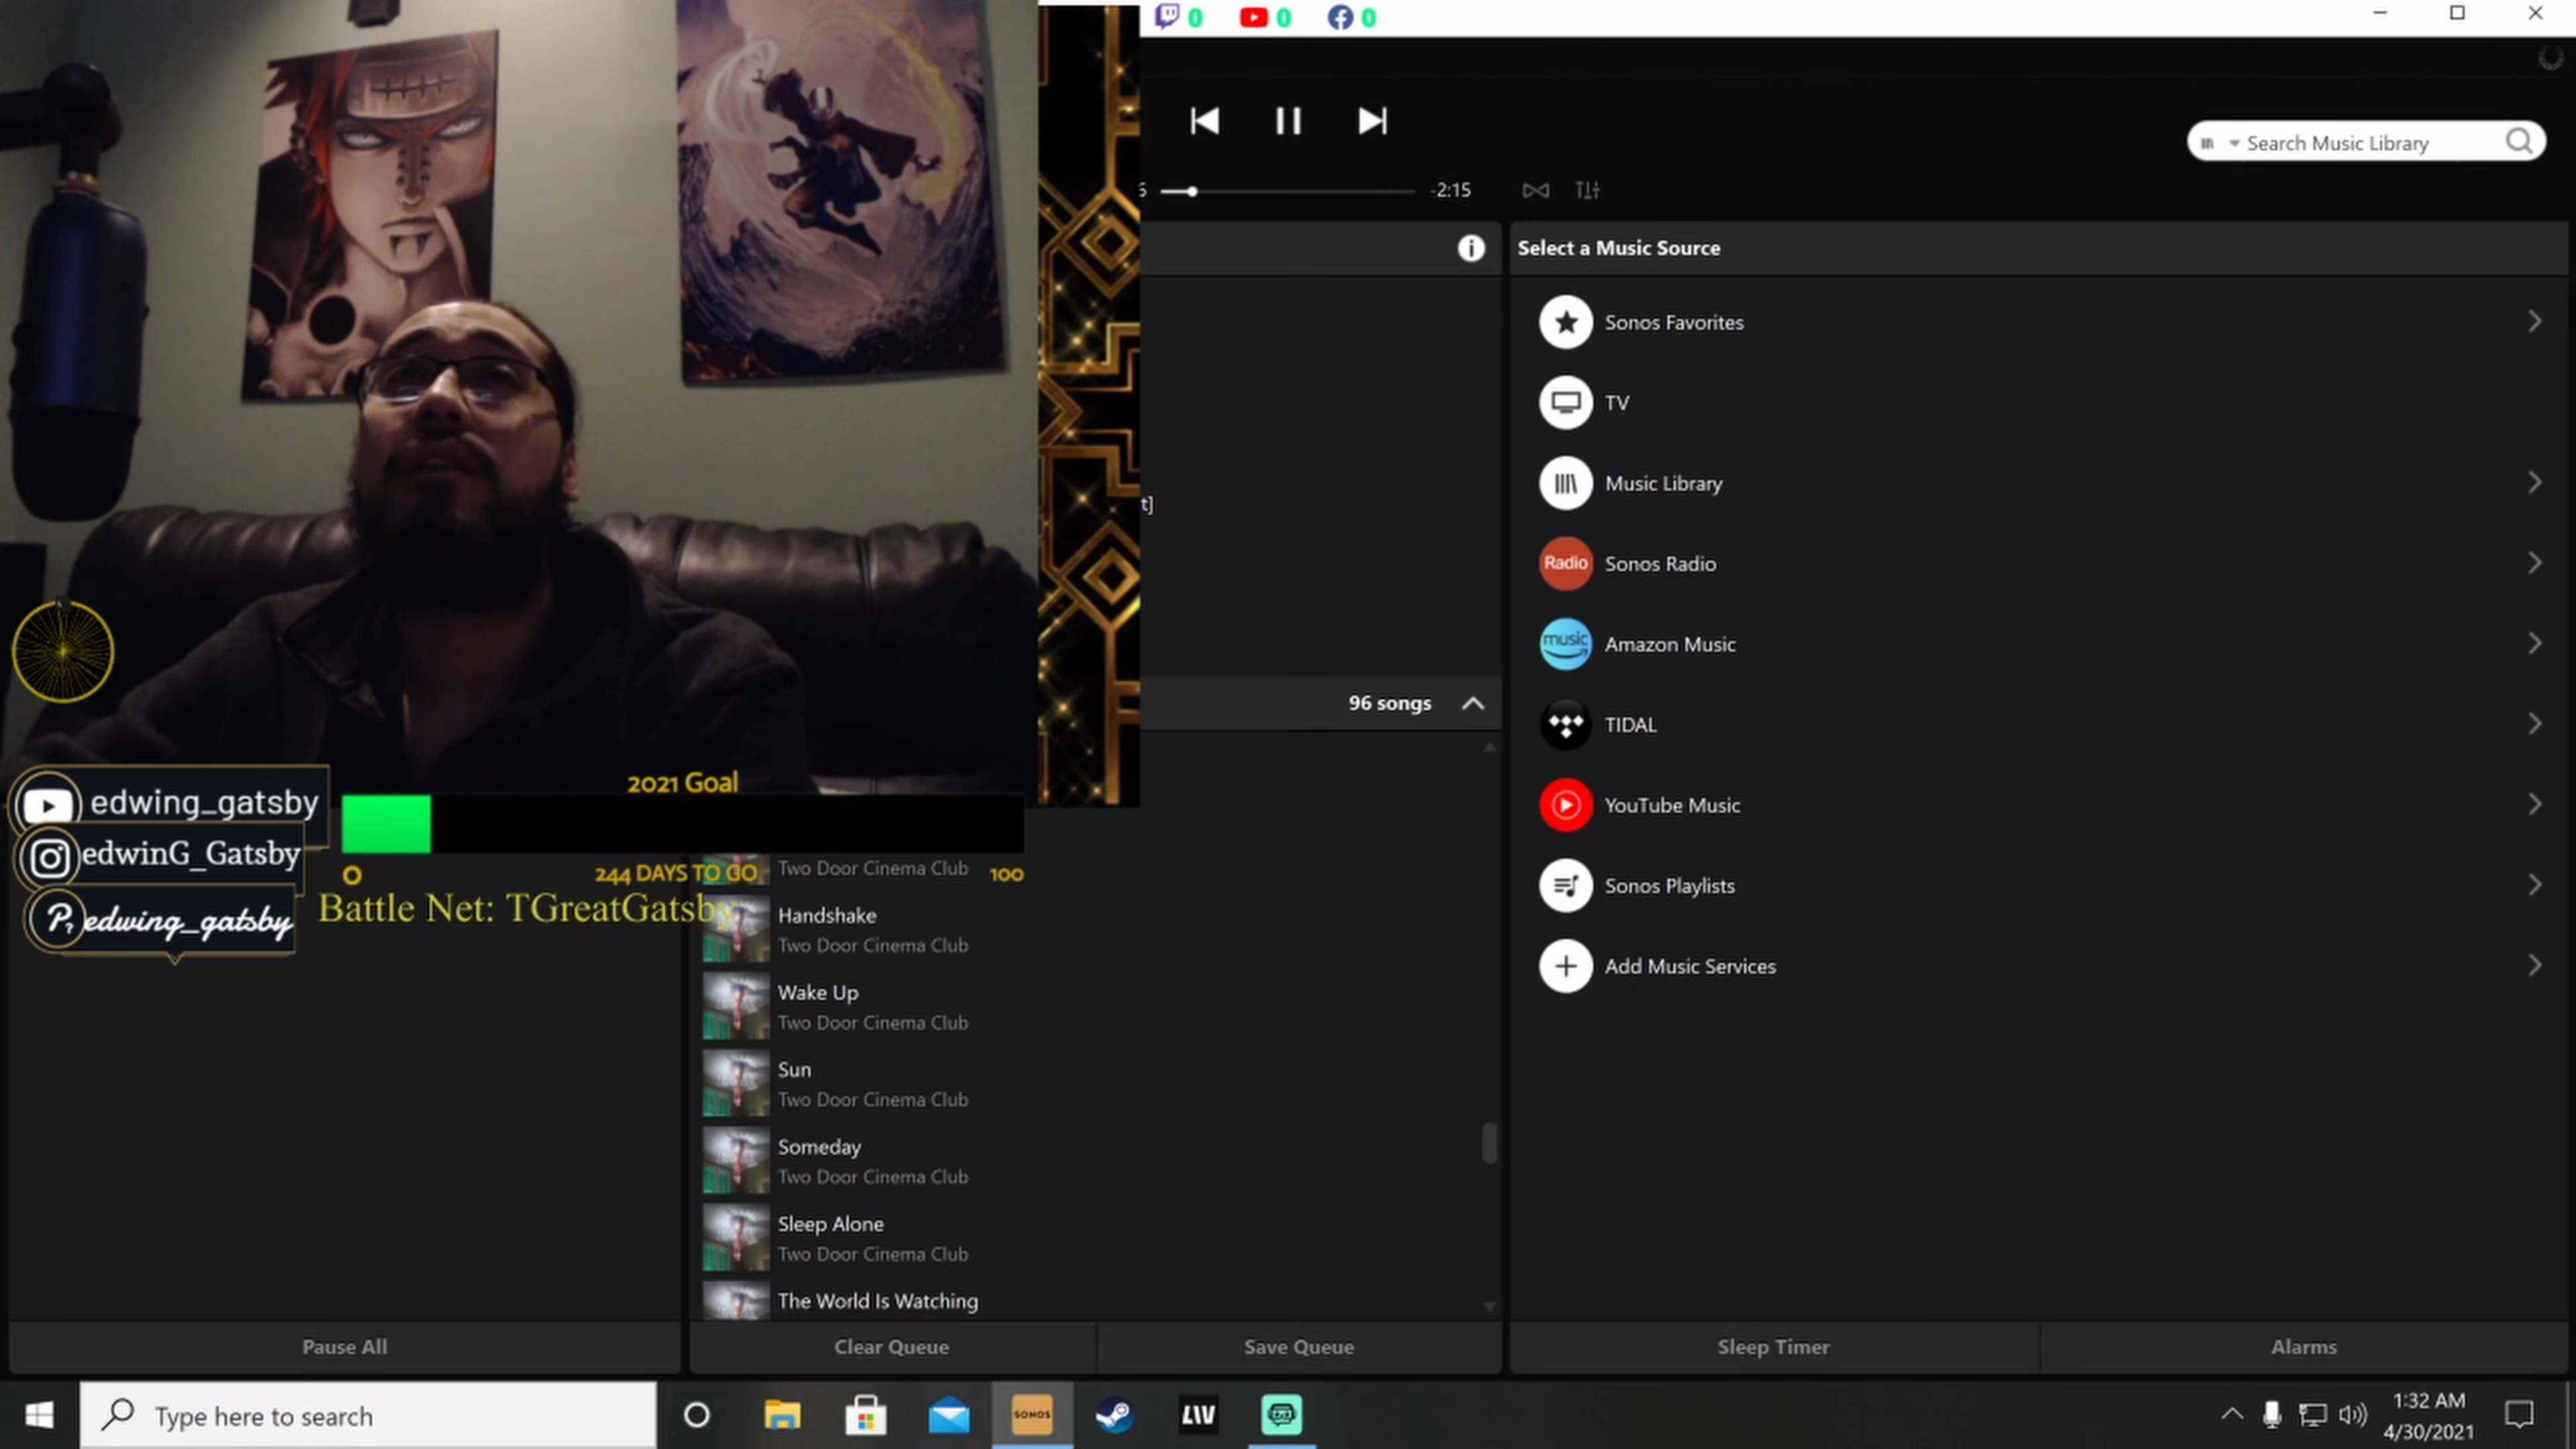 0 0 0
Search Music Library
-2:15
Select a Music Source
Sonos Favorites
TV
Music Library
t]
Radio Sonos Radio
music Amazon Music
TIDAL
96 songs
YouTube Music
Sonos Playlists
Add Music Services
2021 Goal
edwing_gatsby
edwinG_Gatsby
edwing_gatsby
0 244 DAYS TO GO 100
Battle Net: TGreatGatsby
Two Door Cinema Club
Handshake
Two Door Cinema Club
Wake Up
Two Door Cinema Club
Sun
Two Door Cinema Club
Someday
Two Door Cinema Club
Sleep Alone
Two Door Cinema Club
The World Is Watching
Pause All Clear Queue Save Queue Sleep Timer Alarms
Type here to search
SONOS
LIV
1:32 AM
4/30/2021